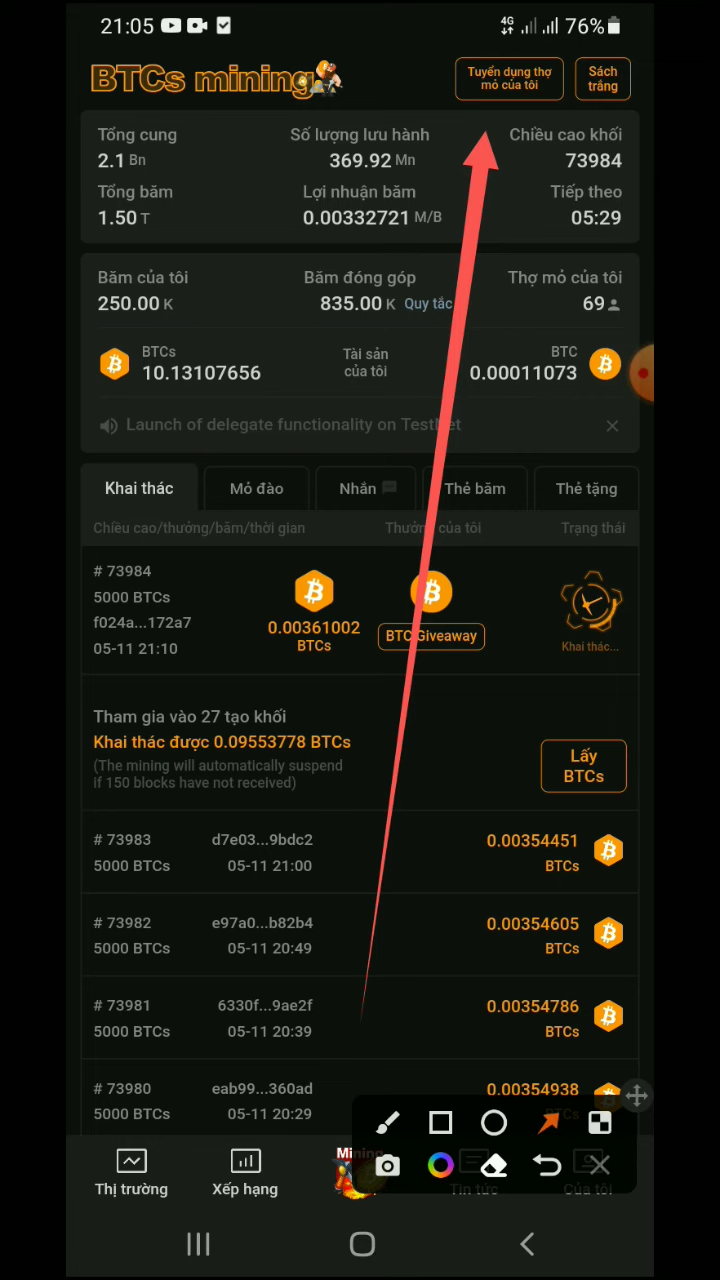 21:05
4G
76%
BTCs mining
Tuyển dụng thợ
mỏ của tôi
Sách
trắng
Tổng cung
Số lượng lưu hành
Chiều cao khối
2.1 Bn
369.92 Mn
73984
Tổng băm
Lợi nhuận băm
Tiếp theo
1.50 T
0.00332721 M/B
05:29
Băm của tôi
Băm đóng góp
Thợ mỏ của tôi
250.00 K
835.00 K Quy tắc
69
BTCs
10.13107656
Tài sản
của tôi
BTC
0.00011073
Launch of delegate functionality on TestNet
Khai thác
Mỏ đào
Nhắn
Thẻ băm
Thẻ tặng
Chiều cao/thưởng/băm/thời gian
Thưởng của tôi
Trạng thái
# 73984
5000 BTCs
f024a...172a7
05-11 21:10
0.00361002
BTCs
BTC Giveaway
Khai thác...
Tham gia vào 27 tạo khối
Khai thác được 0.09553778 BTCs
(The mining will automatically suspend
if 150 blocks have not received)
Lấy
BTCs
# 73983
d7e03...9bdc2
0.00354451
5000 BTCs
05-11 21:00
BTCs
# 73982
e97a0...b82b4
0.00354605
5000 BTCs
05-11 20:49
BTCs
# 73981
6330f...9ae2f
0.00354786
5000 BTCs
05-11 20:39
BTCs
# 73980
eab99...360ad
0.00354938
5000 BTCs
05-11 20:29
BTCs
Thị trường
Xếp hạng
Mining
Tin tức
Của tôi